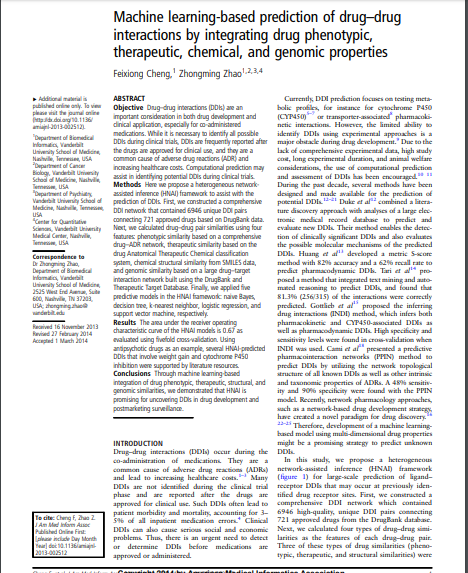 Machine learning-based prediction of drug–drug
interactions by integrating drug phenotypic,
therapeutic, chemical, and genomic properties
Feixiong Cheng,1 Zhongming Zhao1,2,3,4
▸ Additional material is
published online only. To view
please visit the journal online
(http://dx.doi.org/10.1136/
amiajnl-2013-002512).
1Department of Biomedical
Informatics, Vanderbilt
University School of Medicine,
Nashville, Tennessee, USA
2Department of Cancer
Biology, Vanderbilt University
School of Medicine, Nashville,
Tennessee, USA
3Department of Psychiatry,
Vanderbilt University School of
Medicine, Nashville, Tennessee,
USA
4Center for Quantitative
Sciences, Vanderbilt University
Medical Center, Nashville,
Tennessee, USA
Correspondence to
Dr Zhongming Zhao,
Department of Biomedical
Informatics, Vanderbilt
University School of Medicine,
2525 West End Avenue, Suite
600, Nashville, TN 37203,
USA; zhongming.zhao@
vanderbilt.edu
Received 16 November 2013
Revised 27 February 2014
Accepted 1 March 2014
To cite: Cheng F, Zhao Z.
J Am Med Inform Assoc
Published Online First:
[please include Day Month
Year] doi:10.1136/amiajnl-
2013-002512
ABSTRACT
Objective Drug–drug interactions (DDIs) are an
important consideration in both drug development and
clinical application, especially for co-administered
medications. While it is necessary to identify all possible
DDIs during clinical trials, DDIs are frequently reported after
the drugs are approved for clinical use, and they are a
common cause of adverse drug reactions (ADR) and
increasing healthcare costs. Computational prediction may
assist in identifying potential DDIs during clinical trials.
Methods Here we propose a heterogeneous network-
assisted inference (HNAI) framework to assist with the
prediction of DDIs. First, we constructed a comprehensive
DDI network that contained 6946 unique DDI pairs
connecting 721 approved drugs based on DrugBank data.
Next, we calculated drug–drug pair similarities using four
features: phenotypic similarity based on a comprehensive
drug–ADR network, therapeutic similarity based on the
drug Anatomical Therapeutic Chemical classification
system, chemical structural similarity from SMILES data,
and genomic similarity based on a large drug–target
interaction network built using the DrugBank and
Therapeutic Target Database. Finally, we applied five
predictive models in the HNAI framework: naive Bayes,
decision tree, k-nearest neighbor, logistic regression, and
support vector machine, respectively.
Results The area under the receiver operating
characteristic curve of the HNAI models is 0.67 as
evaluated using fivefold cross-validation. Using
antipsychotic drugs as an example, several HNAI-predicted
DDIs that involve weight gain and cytochrome P450
inhibition were supported by literature resources.
Conclusions Through machine learning-based
integration of drug phenotypic, therapeutic, structural, and
genomic similarities, we demonstrated that HNAI is
promising for uncovering DDIs in drug development and
postmarketing surveillance.
INTRODUCTION
Drug–drug interactions (DDIs) occur during the
co-administration of medications. They are a
common cause of adverse drug reactions (ADRs)
and lead to increasing healthcare costs. Many
DDIs are not identified during the clinical trial
phase and are reported after the drugs are
approved for clinical use. Such DDIs often lead to
patient morbidity and mortality, accounting for 3–
5% of all inpatient medication errors. Clinical
DDIs can also cause serious social and economic
problems. Thus, there is an urgent need to detect
or determine DDIs before medications are
approved or administered.
Currently, DDI prediction focuses on testing meta-
bolic profiles, for instance for cytochrome P450
(CYP450) or transporter-associated pharmacoki-
netic interactions. However, the limited ability to
identify DDIs using experimental approaches is a
major obstacle during drug development. Due to the
lack of comprehensive experimental data, high study
cost, long experimental duration, and animal welfare
considerations, the use of computational prediction
and assessment of DDIs has been encouraged.
During the past decade, several methods have been
designed and made available for the prediction of
potential DDIs. Duke et al combined a litera-
ture discovery approach with analyses of a large elec-
tronic medical record database to predict and
evaluate new DDIs. Their method enables the detec-
tion of clinically significant DDIs and also evaluates
the possible molecular mechanisms of the predicted
DDIs. Huang et al developed a metric S-score
method with 82% accuracy and a 62% recall rate to
predict pharmacodynamic DDIs. Tari et al pro-
posed a method that integrated text mining and auto-
mated reasoning to predict DDIs, and found that
81.3% (256/315) of the interactions were correctly
predicted. Gottlieb et al proposed the inferring
drug interactions (INDI) method, which infers both
pharmacokinetic and CYP450-associated DDIs as
well as pharmacodynamic DDIs. High specificity and
sensitivity levels were found in cross-validation when
INDI was used. Cami et al presented a predictive
pharmacointeraction networks (PPIN) method to
predict DDIs by utilizing the network topological
structure of all known DDIs as well as other intrinsic
and taxonomic properties of ADRs. A 48% sensitiv-
ity and 90% specificity were found with the PPIN
model. Recently, network pharmacology approaches,
such as a network-based drug development strategy,
have created a novel paradigm for drug discovery.
Therefore, development of a machine learning-
based model using multi-dimensional drug properties
might be a promising strategy to predict unknown
DDIs.
In this study, we propose a heterogeneous
network-assisted inference (HNAI) framework
(figure 1) for large-scale prediction of ligand–
receptor DDIs that may occur at previously iden-
tified drug receptor sites. First, we constructed a
comprehensive DDI network which contained
6946 high-quality, unique DDI pairs connecting
721 approved drugs from the DrugBank database.
Next, we calculated four types of drug–drug simi-
larities as the features of each drug–drug pair.
Three of these types of drug similarities (pheno-
typic, therapeutic, and structural similarities) were